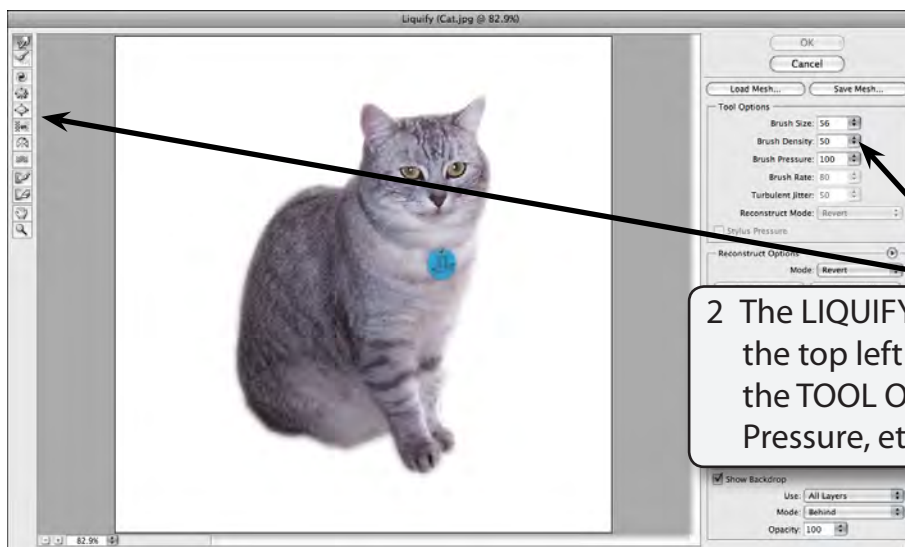 Liquify (Cat.jpg @ 82.9%)
OK
Cancel
Load Mesh... Save Mesh...
Tool Options
Brush Size: 56
Brush Density: 50
Brush Pressure: 100
Brush Rate: 80
Turbulent Jitter: 50
Reconstruct Mode: Revert
Stylus Pressure
Reconstruct Options
Mode: Revert
2 The LIQUIFY
the top left
the TOOL O
Pressure, et
Show Backdrop
Use: All Layers
Mode: Behind
Opacity: 100
82.9%